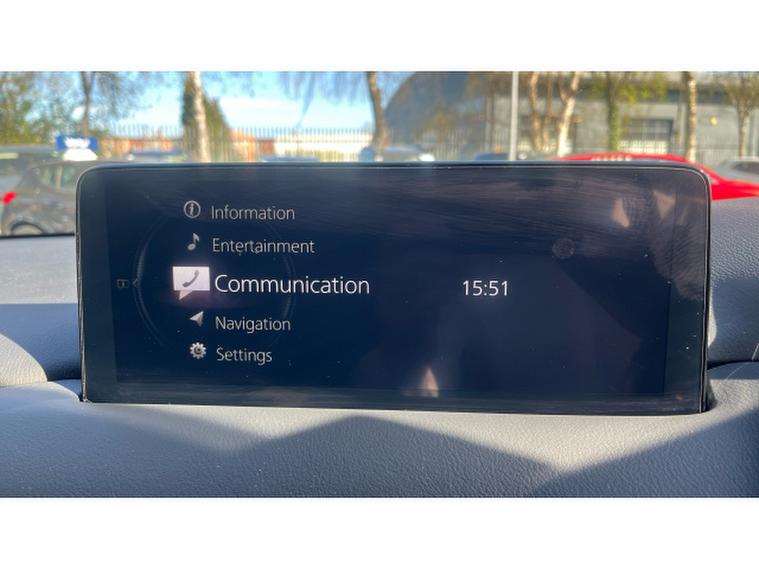 Information
Entertainment
Communication
15:51
Navigation
Settings